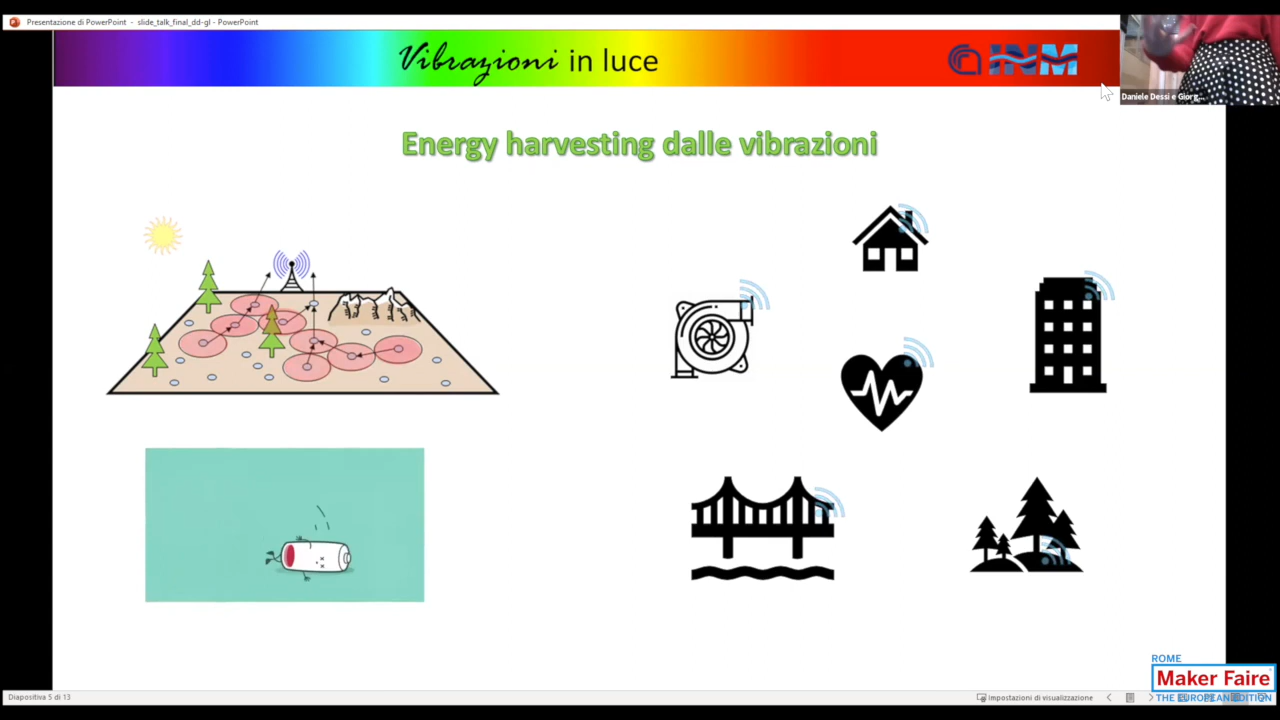 Presentazione di PowerPoint - slide_talk_final_dd-gl - PowerPoint
Vibrazioni in luce
INM
Daniele Dessi e Giorg...
Energy harvesting dalle vibrazioni
ROME
Maker Faire
THE EUROPEAN EDITION
Diapositiva 5 di 13
impostazioni di visualizzazione